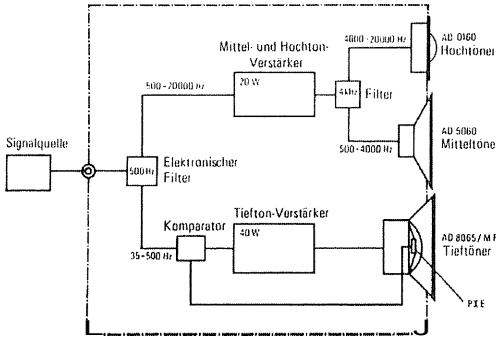 Mittel- und Hochton-
Verstärker
20 W
4000-20000 Hz
AD 0160
Hochtöner
500-20000 Hz
4kHz
Filter
Signalquelle
AD 5060
Mitteltöner
500-4000 Hz
500Hz
Elektronischer
Filter
Komparator
Tiefton-Verstärker
40 W
35-500 Hz
AD 8065/MF
Tieftöner
PXE